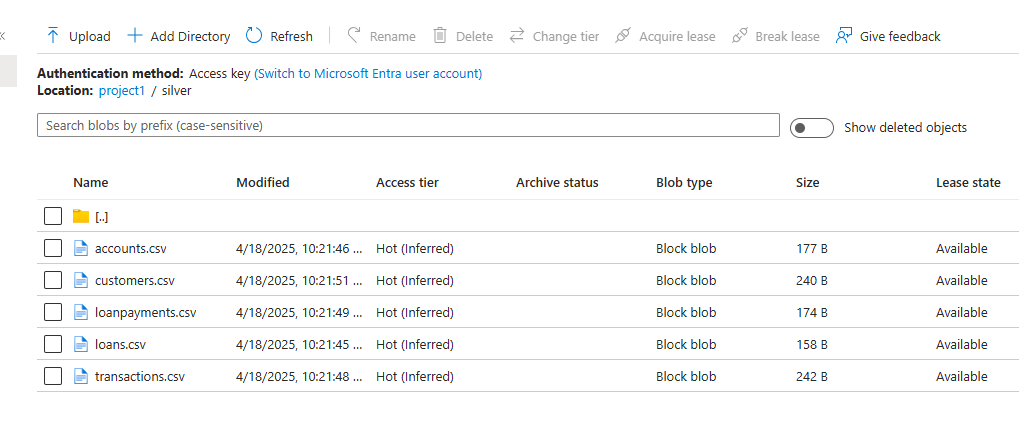 Upload Add Directory Refresh Rename Delete Change tier Acquire lease Break lease Give feedback
Authentication method: Access key (Switch to Microsoft Entra user account)
Location: project1 / silver
Search blobs by prefix (case-sensitive) Show deleted objects
Name Modified Access tier Archive status Blob type Size Lease state
[..]
accounts.csv 4/18/2025, 10:21:46 ... Hot (Inferred) Block blob 177 B Available
customers.csv 4/18/2025, 10:21:51 ... Hot (Inferred) Block blob 240 B Available
loanpayments.csv 4/18/2025, 10:21:49 ... Hot (Inferred) Block blob 174 B Available
loans.csv 4/18/2025, 10:21:45 ... Hot (Inferred) Block blob 158 B Available
transactions.csv 4/18/2025, 10:21:48 ... Hot (Inferred) Block blob 242 B Available